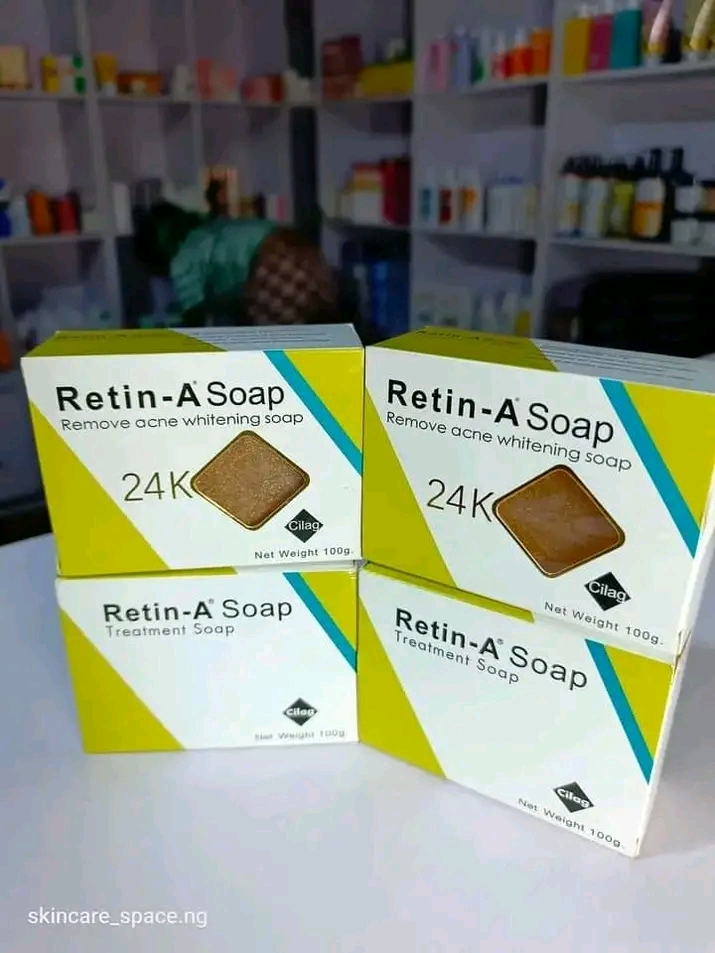 Retin-A® Soap
Remove acne whitening soap
24K
Cilag
Net Weight 100g.
Retin-A® Soap
Remove acne whitening soap
24K
Cilag
Net Weight 100g.
Retin-A® Soap
Treatment Soap
Cilag
Net Weight 100g.
Retin-A® Soap
Treatment Soap
Cilag
Net Weight 100g.
skincare_space.ng